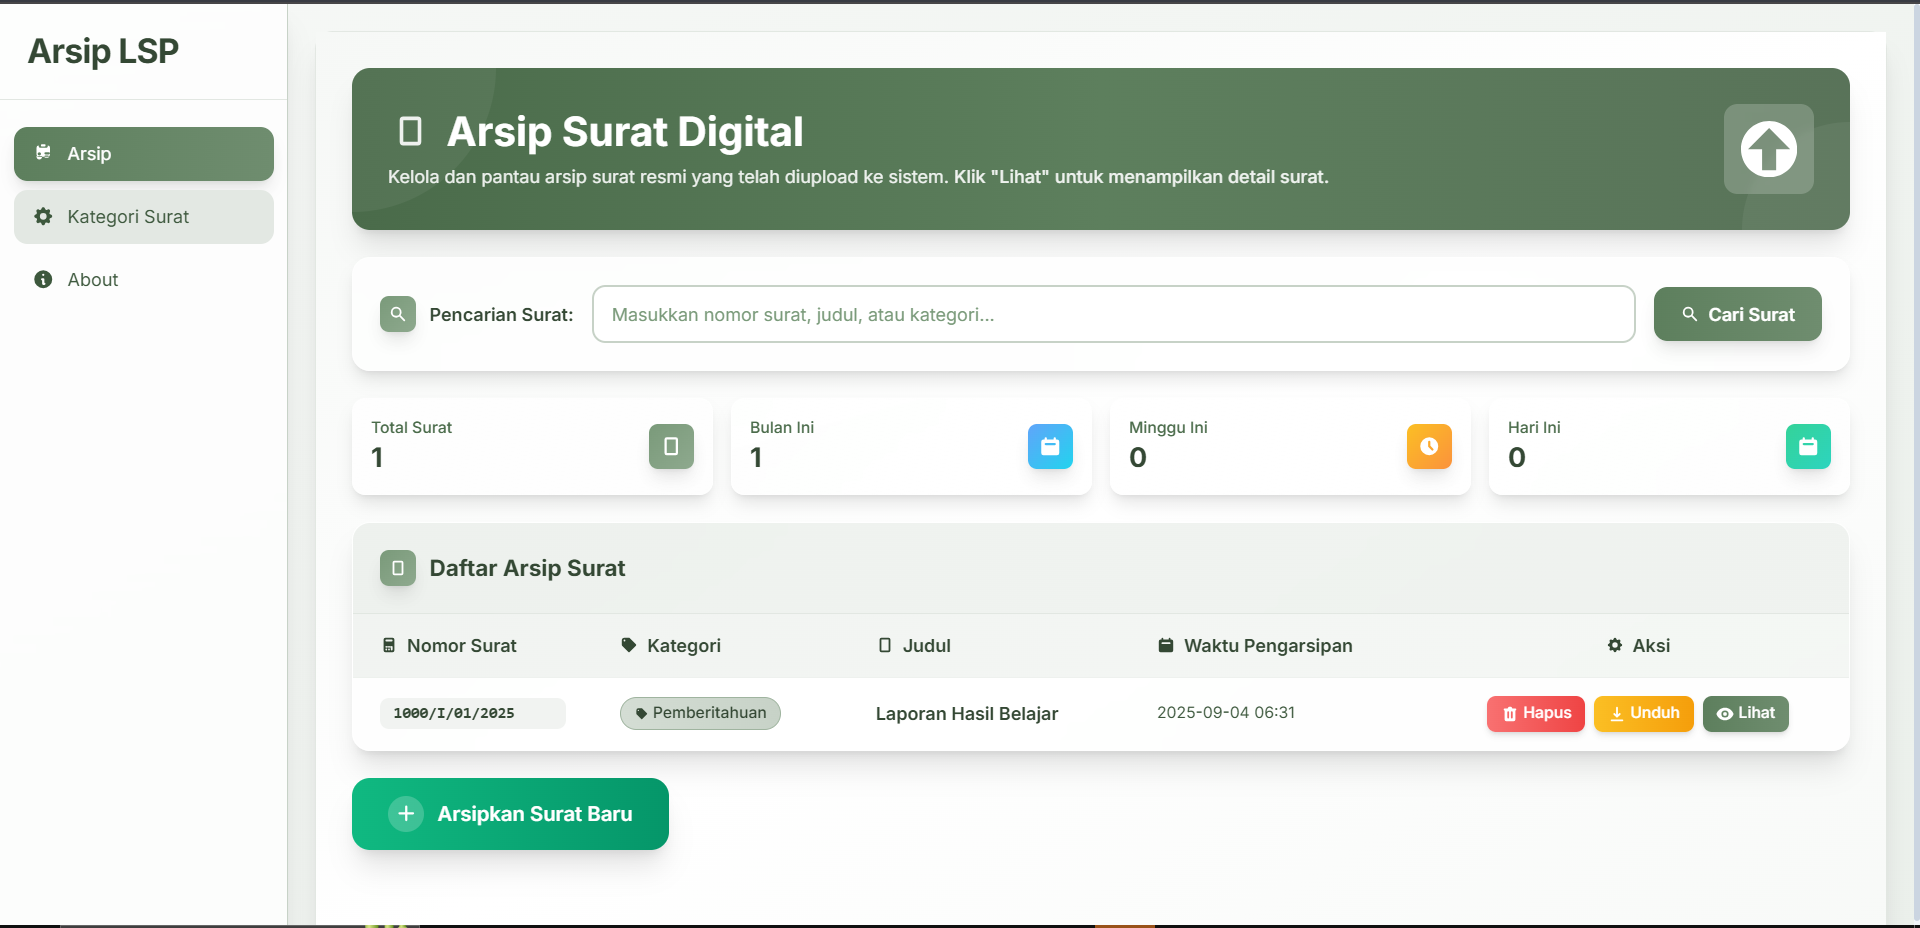 Arsip LSP
Arsip
Kategori Surat
About
Arsip Surat Digital
Kelola dan pantau arsip surat resmi yang telah diupload ke sistem. Klik "Lihat" untuk menampilkan detail surat.
Pencarian Surat:
Masukkan nomor surat, judul, atau kategori...
Cari Surat
Total Surat
1
Bulan Ini
1
Minggu Ini
0
Hari Ini
0
Daftar Arsip Surat
Nomor Surat Kategori Judul Waktu Pengarsipan Aksi
1000/I/01/2025 Pemberitahuan Laporan Hasil Belajar 2025-09-04 06:31 Hapus Unduh Lihat
Arsipkan Surat Baru